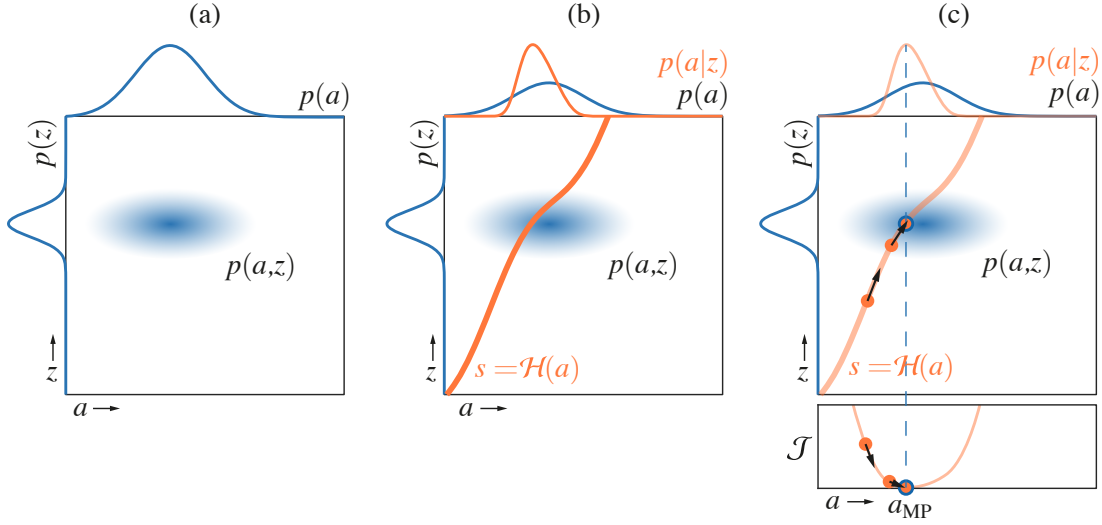 (a)
p(a)
p(z)
p(a,z)
z →
a →
(b)
p(a|z)
p(a)
p(z)
p(a,z)
s = ℋ(a)
z →
a →
(c)
p(a|z)
p(a)
p(z)
p(a,z)
s = ℋ(a)
z →
𝒥
a →
a_MP